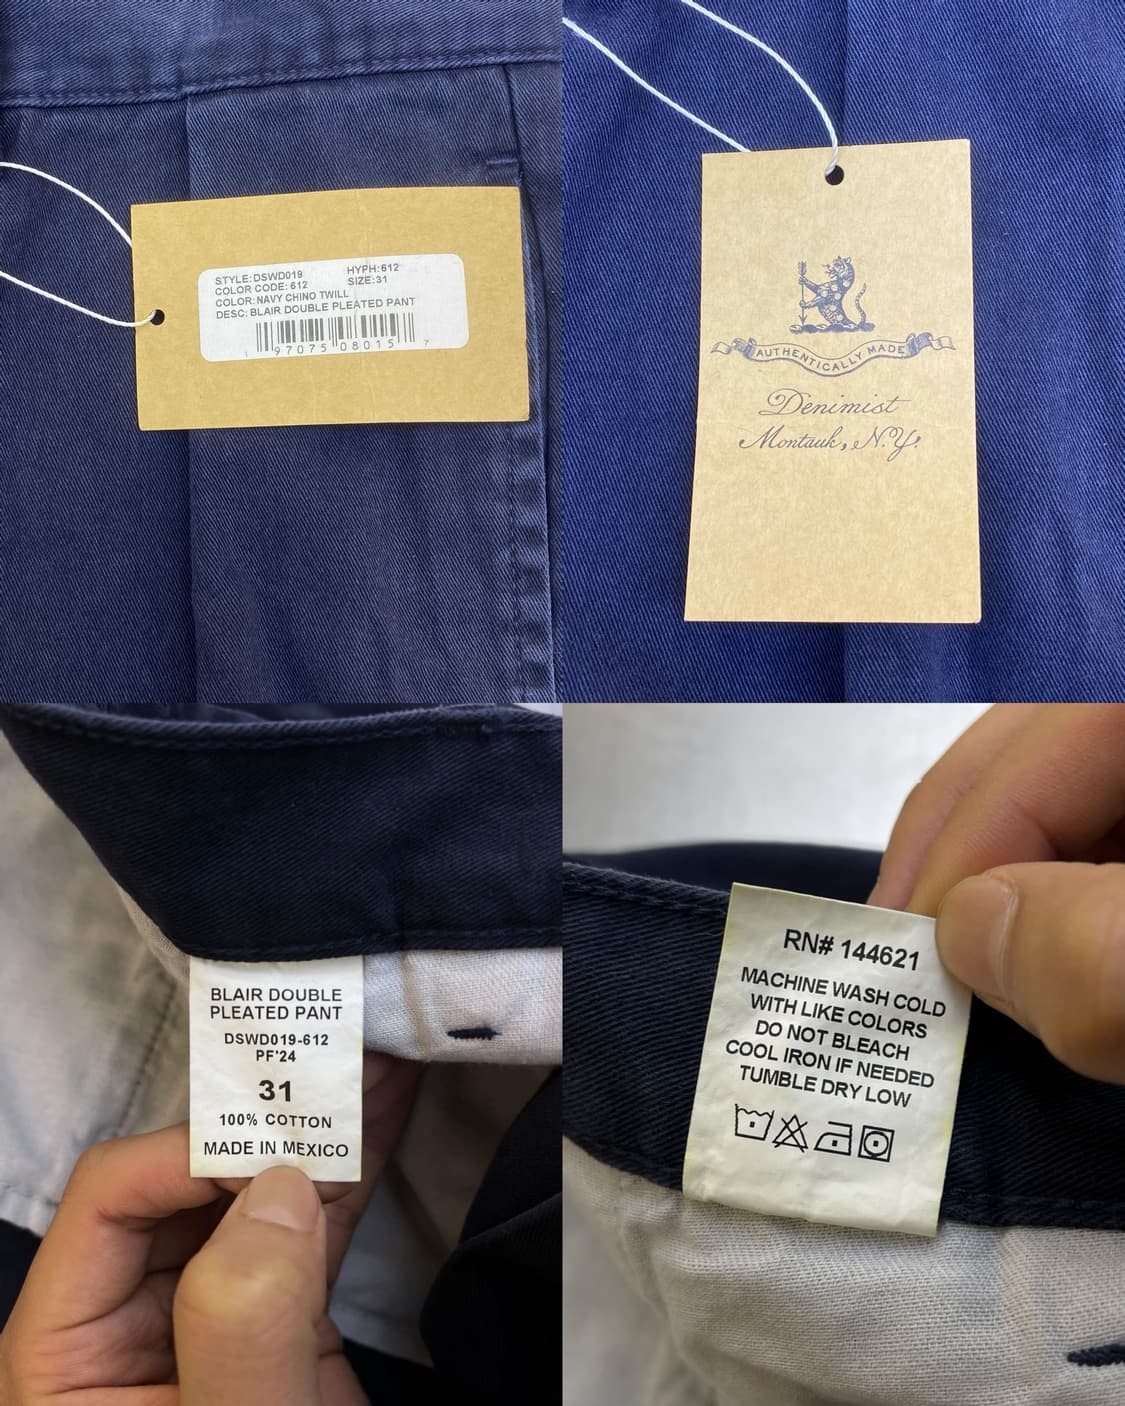 STYLE: DSWD019 HYPH: 612
COLOR CODE: 612 SIZE: 31
COLOR: NAVY CHINO TWILL
DESC: BLAIR DOUBLE PLEATED PANT
1 97075 08015 7
AUTHENTICALLY MADE
Denimist
Montauk, N.Y.
BLAIR DOUBLE
PLEATED PANT
DSWD019-612
PF'24
31
100% COTTON
MADE IN MEXICO
RN# 144621
MACHINE WASH COLD
WITH LIKE COLORS
DO NOT BLEACH
COOL IRON IF NEEDED
TUMBLE DRY LOW